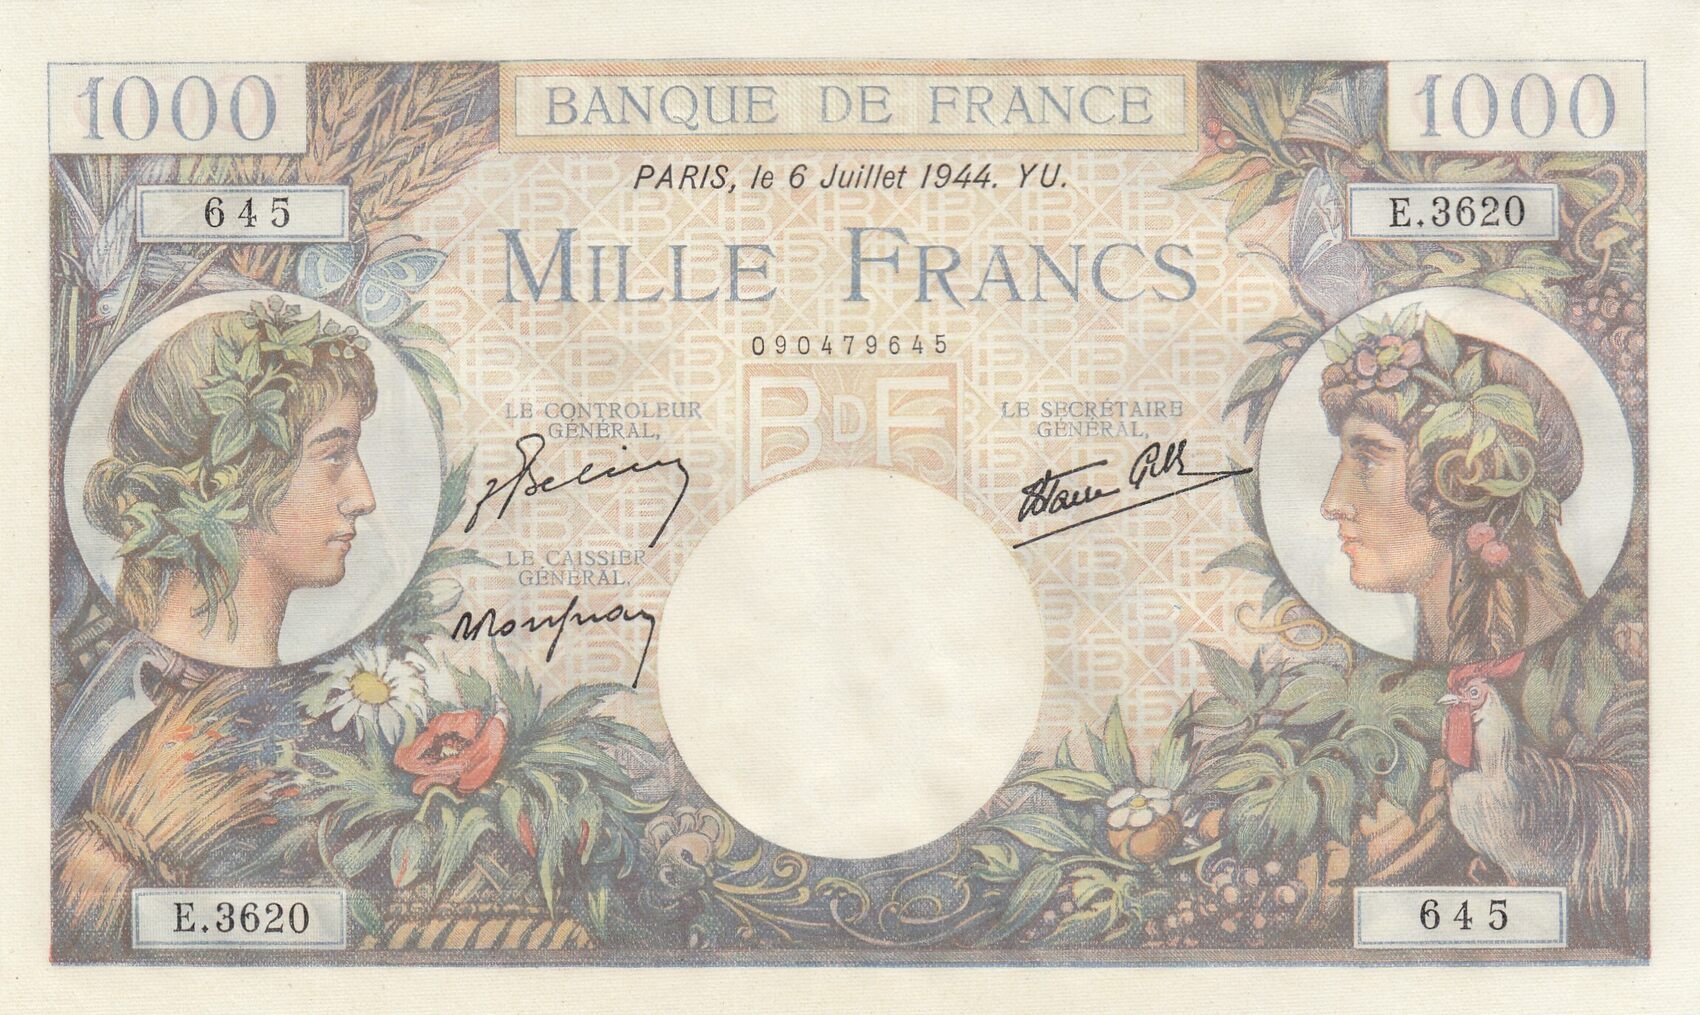 1000
BANQUE DE FRANCE
1000
PARIS, le 6 Juillet 1944. YU.
645
E.3620
MILLE FRANCS
090479645
BDF
LE CONTROLEUR
GÉNÉRAL,
LE SECRÉTAIRE
GÉNÉRAL,
LE CAISSIER
GÉNÉRAL,
E.3620
645